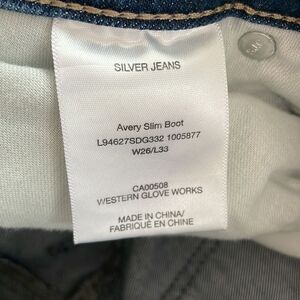 SILVER JEANS
Avery Slim Boot
L94627SDG332 1005877
W26/L33
CA00508
WESTERN GLOVE WORKS
MADE IN CHINA/
FABRIQUÉ EN CHINE